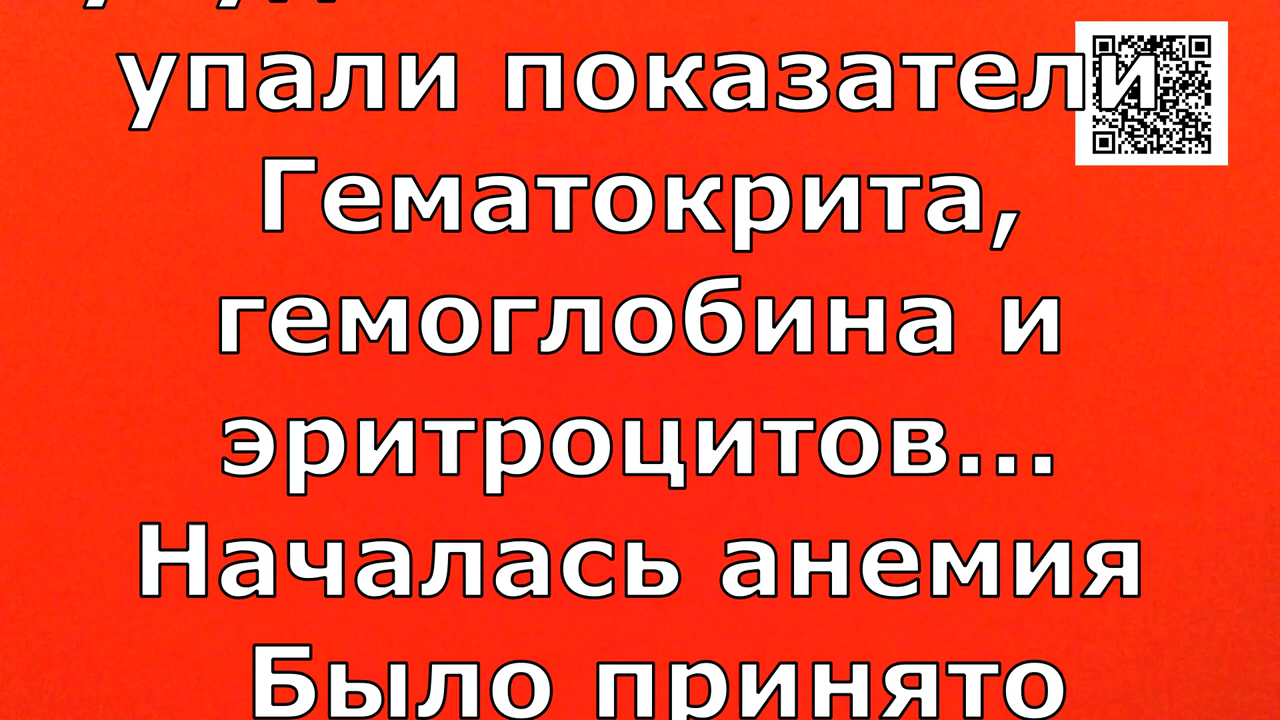 упали показатели
Гематокрита,
гемоглобина и
эритроцитов...
Началась анемия
Было принято